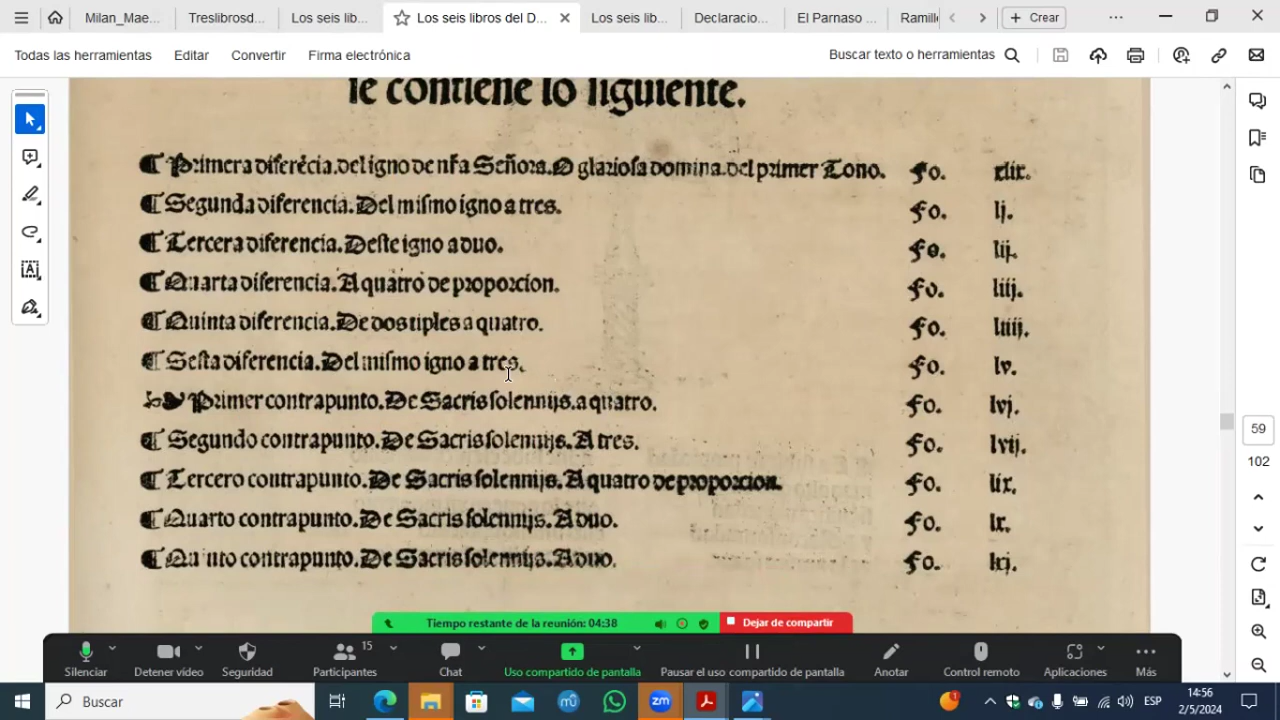 Milan_Mae...
Treslibrosd...
Los seis lib...
Los seis libros del D...
Los seis lib...
Declaracio...
El Parnaso ...
Ramill
Crear
Todas las herramientas
Editar
Convertir
Firma electrónica
Buscar texto o herramientas
ſe contiene lo ſiguiente.
¶ Primera diferẽcia.del igno de nr̃a Señora.O glarioſa domina.del primer Tono. Fo. xlix.
¶ Segunda diferencia. Del miſmo igno a tres. Fo. lj.
¶ Tercera diferencia. Deſte igno a duo. Fo. lij.
¶ Quarta diferencia. A quatro de proporcion. Fo. liij.
¶ Quinta diferencia. De dos tiples a quatro. Fo. liiij.
¶ Seſta diferencia. Del miſmo igno a tres. Fo. lv.
Primer contrapunto. De Sacris ſolennijs.a quatro. Fo. lvj.
¶ Segundo contrapunto. De Sacris ſolennijs. A tres. Fo. lvij.
¶ Tercero contrapunto. De Sacris ſolennijs. A quatro de proporcion. Fo. lix.
¶ Quarto contrapunto. De Sacris ſolennijs. A duo. Fo. lx.
¶ Quinto contrapunto. De Sacris ſolennijs. A duo. Fo. lxj.
59
102
Tiempo restante de la reunión: 04:38
Dejar de compartir
Silenciar
Detener vídeo
Seguridad
15
Participantes
Chat
Uso compartido de pantalla
Pausar el uso compartido de pantalla
Anotar
Control remoto
Aplicaciones
Más
Buscar
zm
1
ESP
14:56
2/5/2024